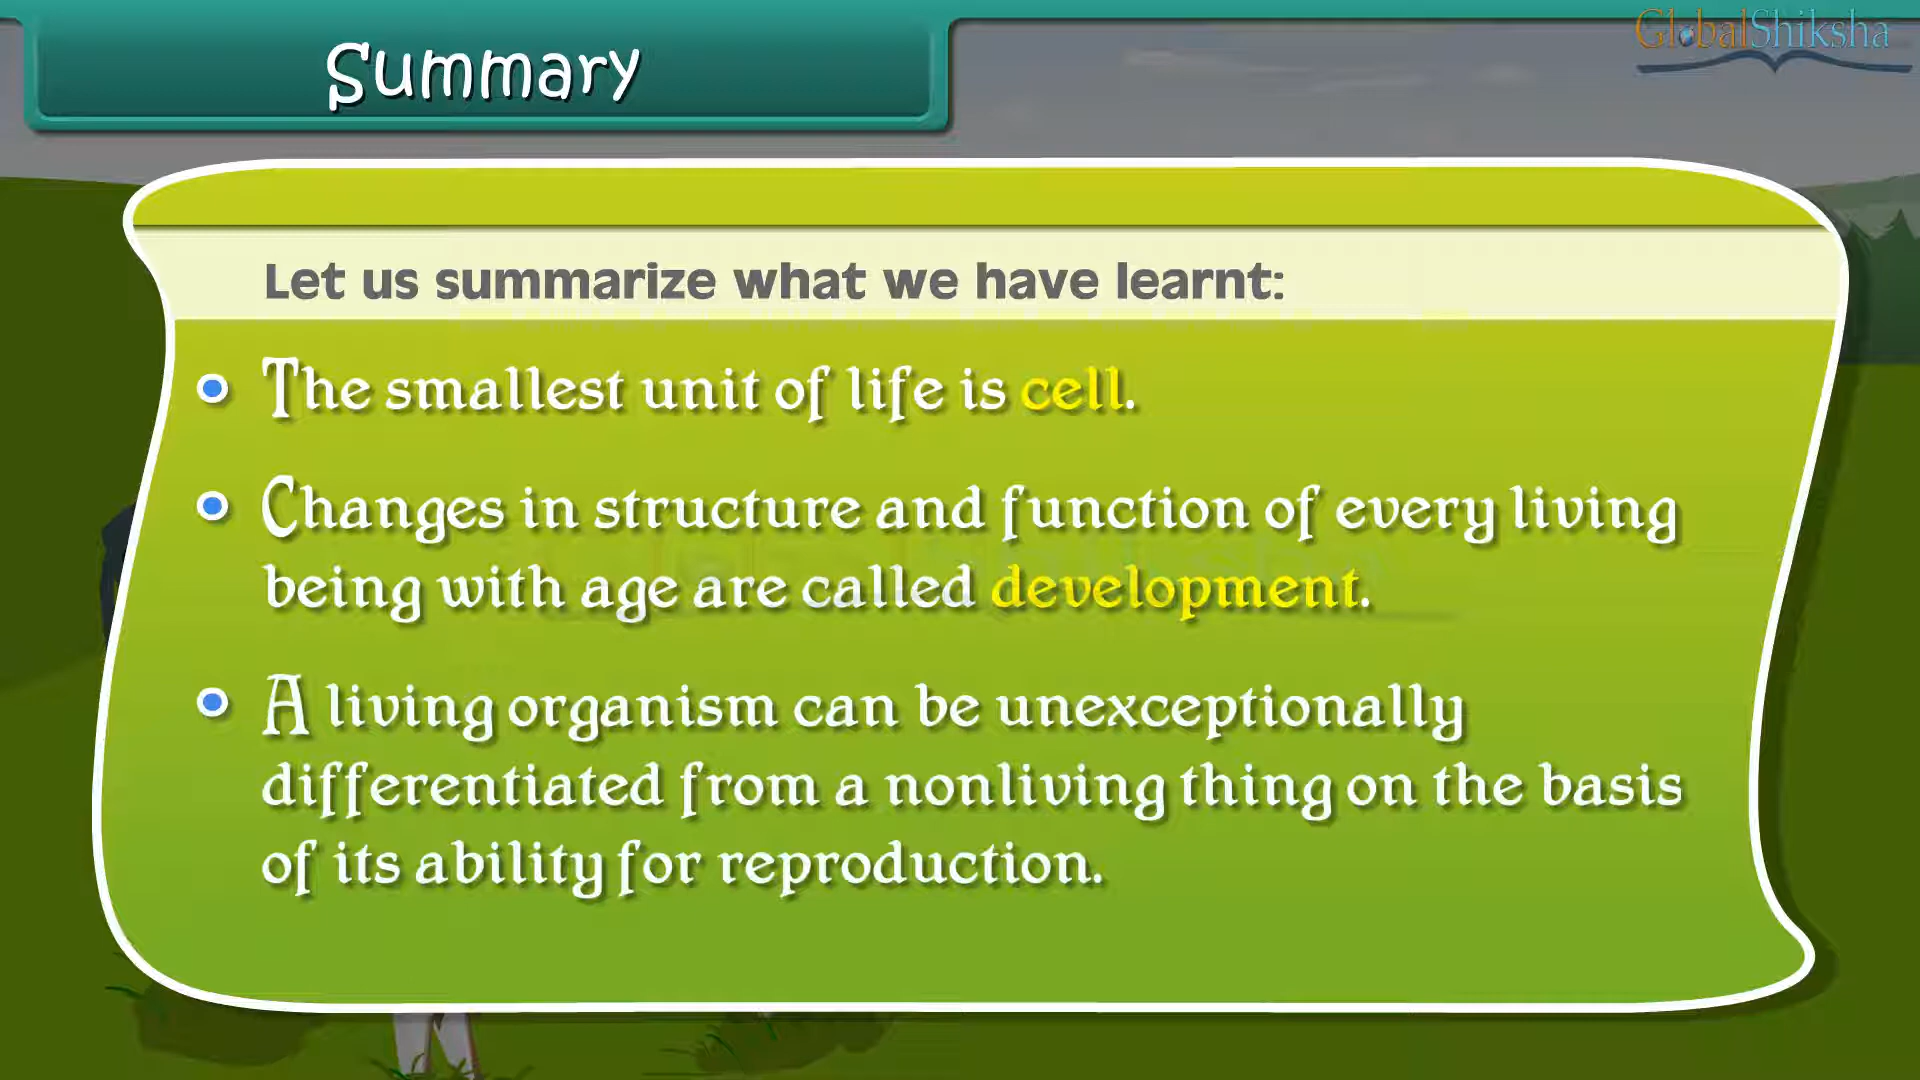 GlobalShiksha
Summary
Let us summarize what we have learnt:
The smallest unit of life is cell.
Changes in structure and function of every living
being with age are called development.
A living organism can be unexceptionally
differentiated from a nonliving thing on the basis
of its ability for reproduction.